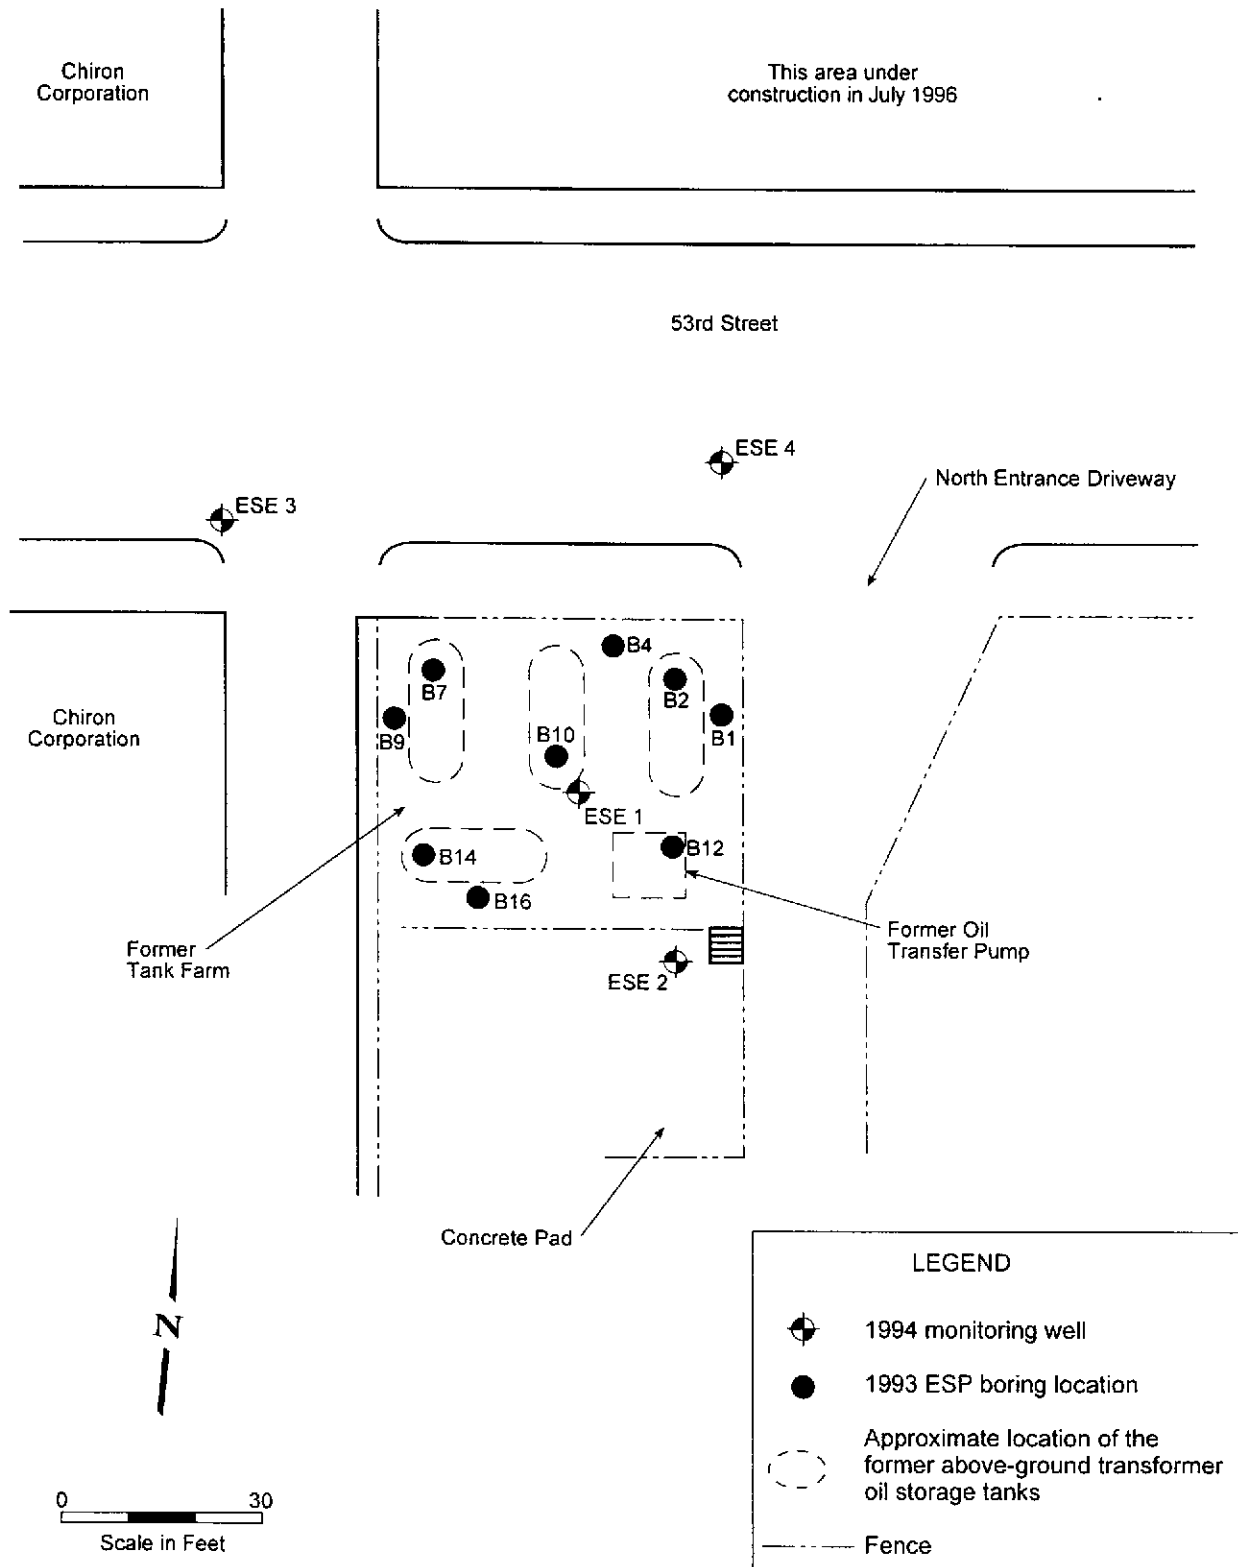 Chiron
Corporation
This area under
construction in July 1996
53rd Street
ESE 4
North Entrance Driveway
ESE 3
B4
B7
B2
Chiron
Corporation
B9
B10
B1
ESE 1
B14
B12
B16
Former
Tank Farm
Former Oil
Transfer Pump
ESE 2
Concrete Pad
N
0 30
Scale in Feet
LEGEND
1994 monitoring well
1993 ESP boring location
Approximate location of the
former above-ground transformer
oil storage tanks
Fence